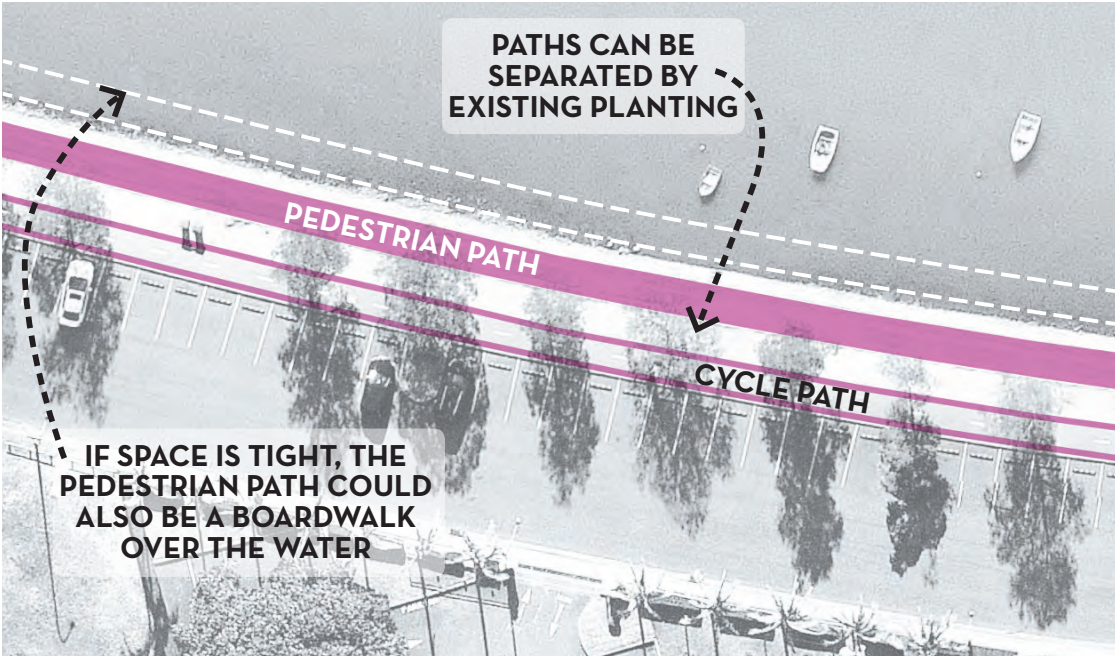 PATHS CAN BE
SEPARATED BY
EXISTING PLANTING
PEDESTRIAN PATH
CYCLE PATH
IF SPACE IS TIGHT, THE
PEDESTRIAN PATH COULD
ALSO BE A BOARDWALK
OVER THE WATER